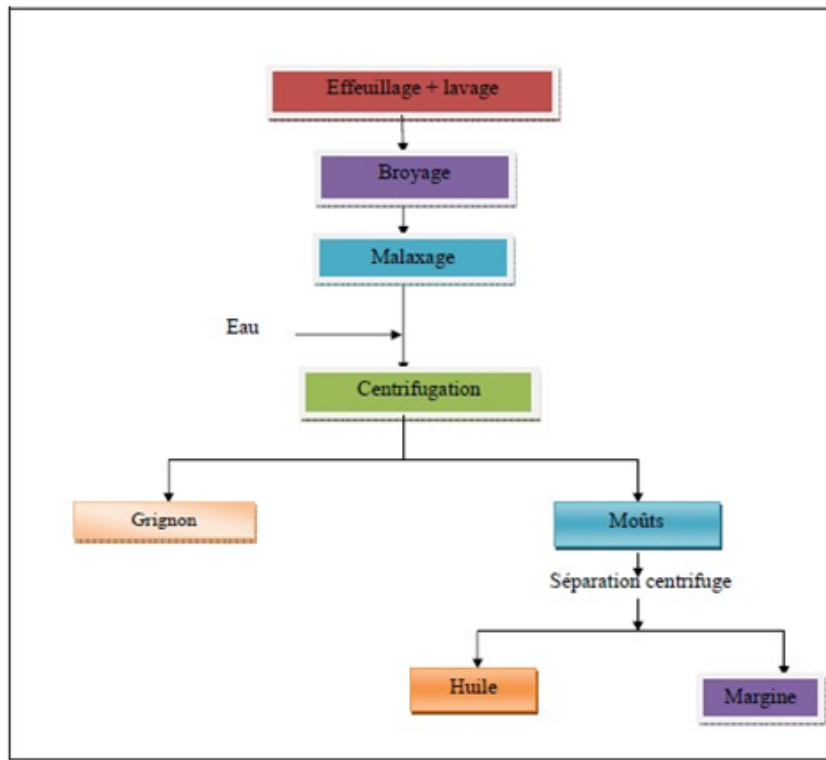 Effeuillage + lavage
Broyage
Malaxage
Eau
Centrifugation
Grignon
Moûts
Séparation centrifuge
Huile
Margine